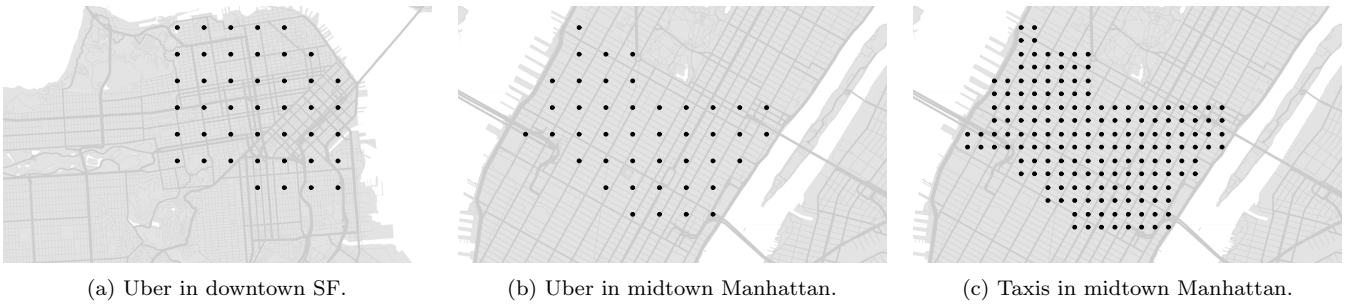 (a) Uber in downtown SF.
(b) Uber in midtown Manhattan.
(c) Taxis in midtown Manhattan.